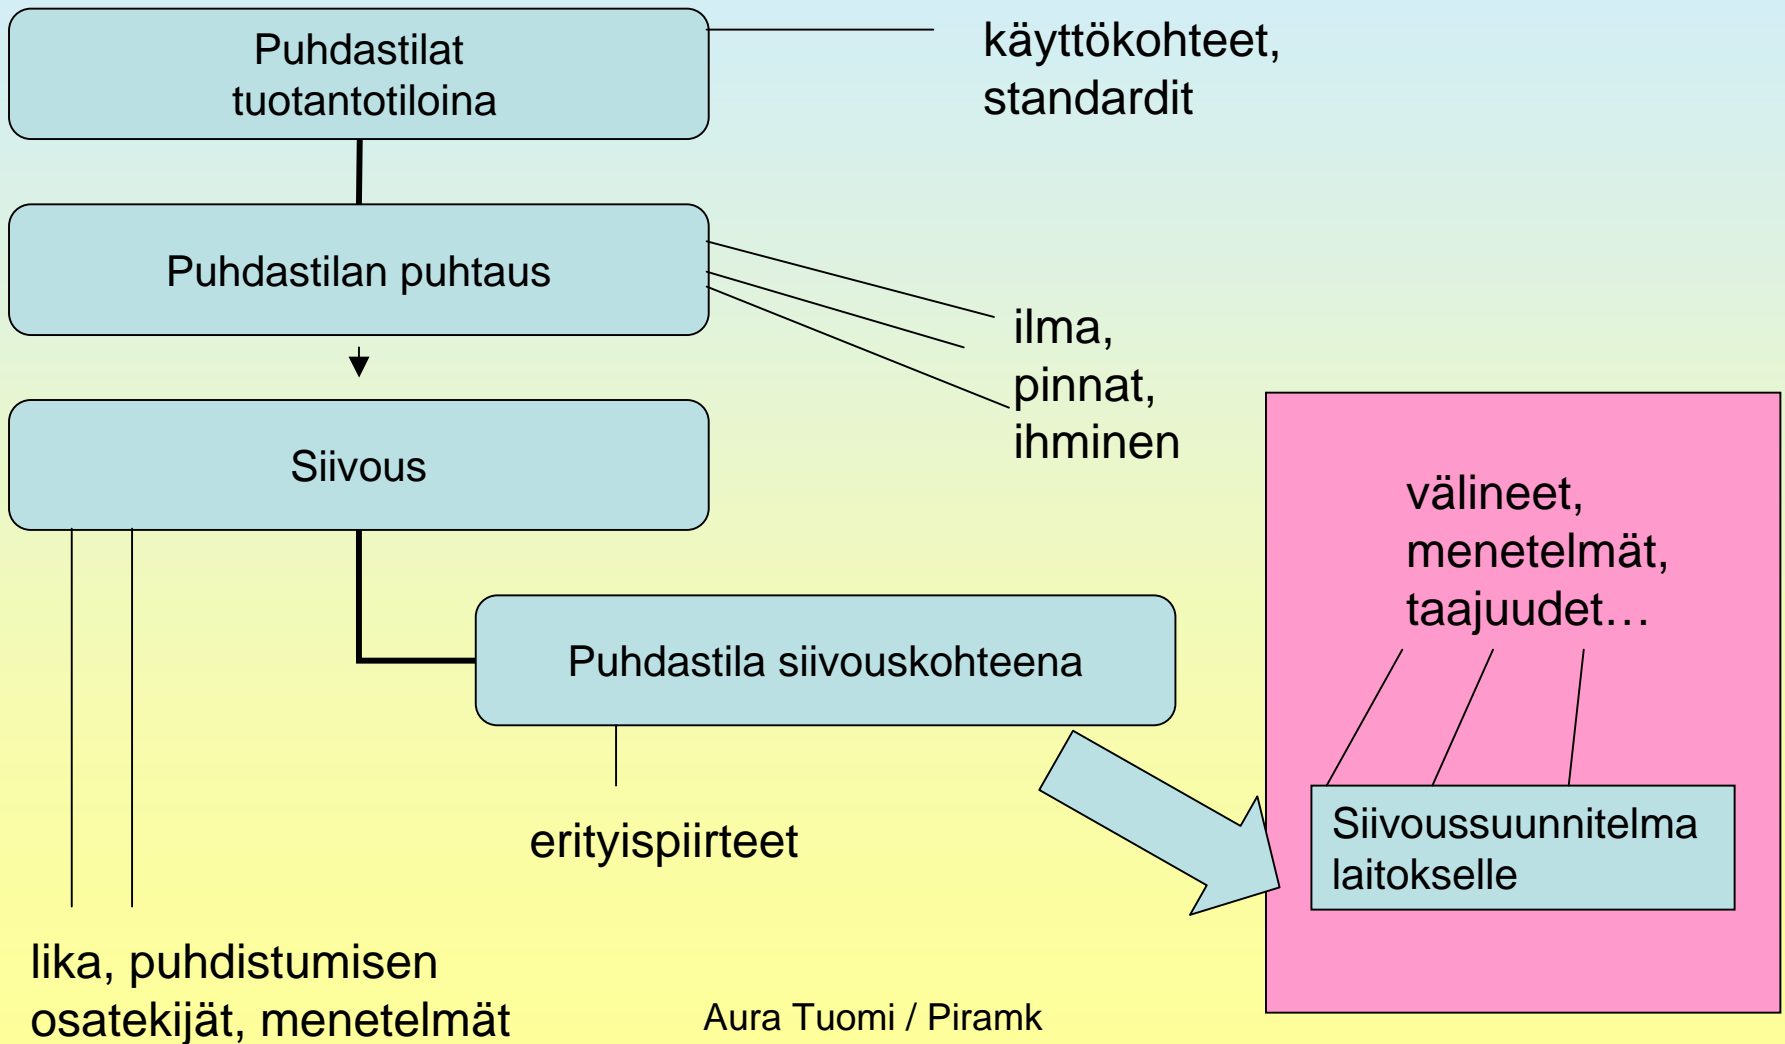 Puhdastilat
tuotantotiloina
käyttökohteet,
standardit
Puhdastilan puhtaus
ilma,
pinnat,
ihminen
Siivous
välineet,
menetelmät,
taajuudet…
Puhdastila siivouskohteena
Siivoussuunnitelma
laitokselle
erityispiirteet
lika, puhdistumisen
osatekijät, menetelmät
Aura Tuomi / Piramk